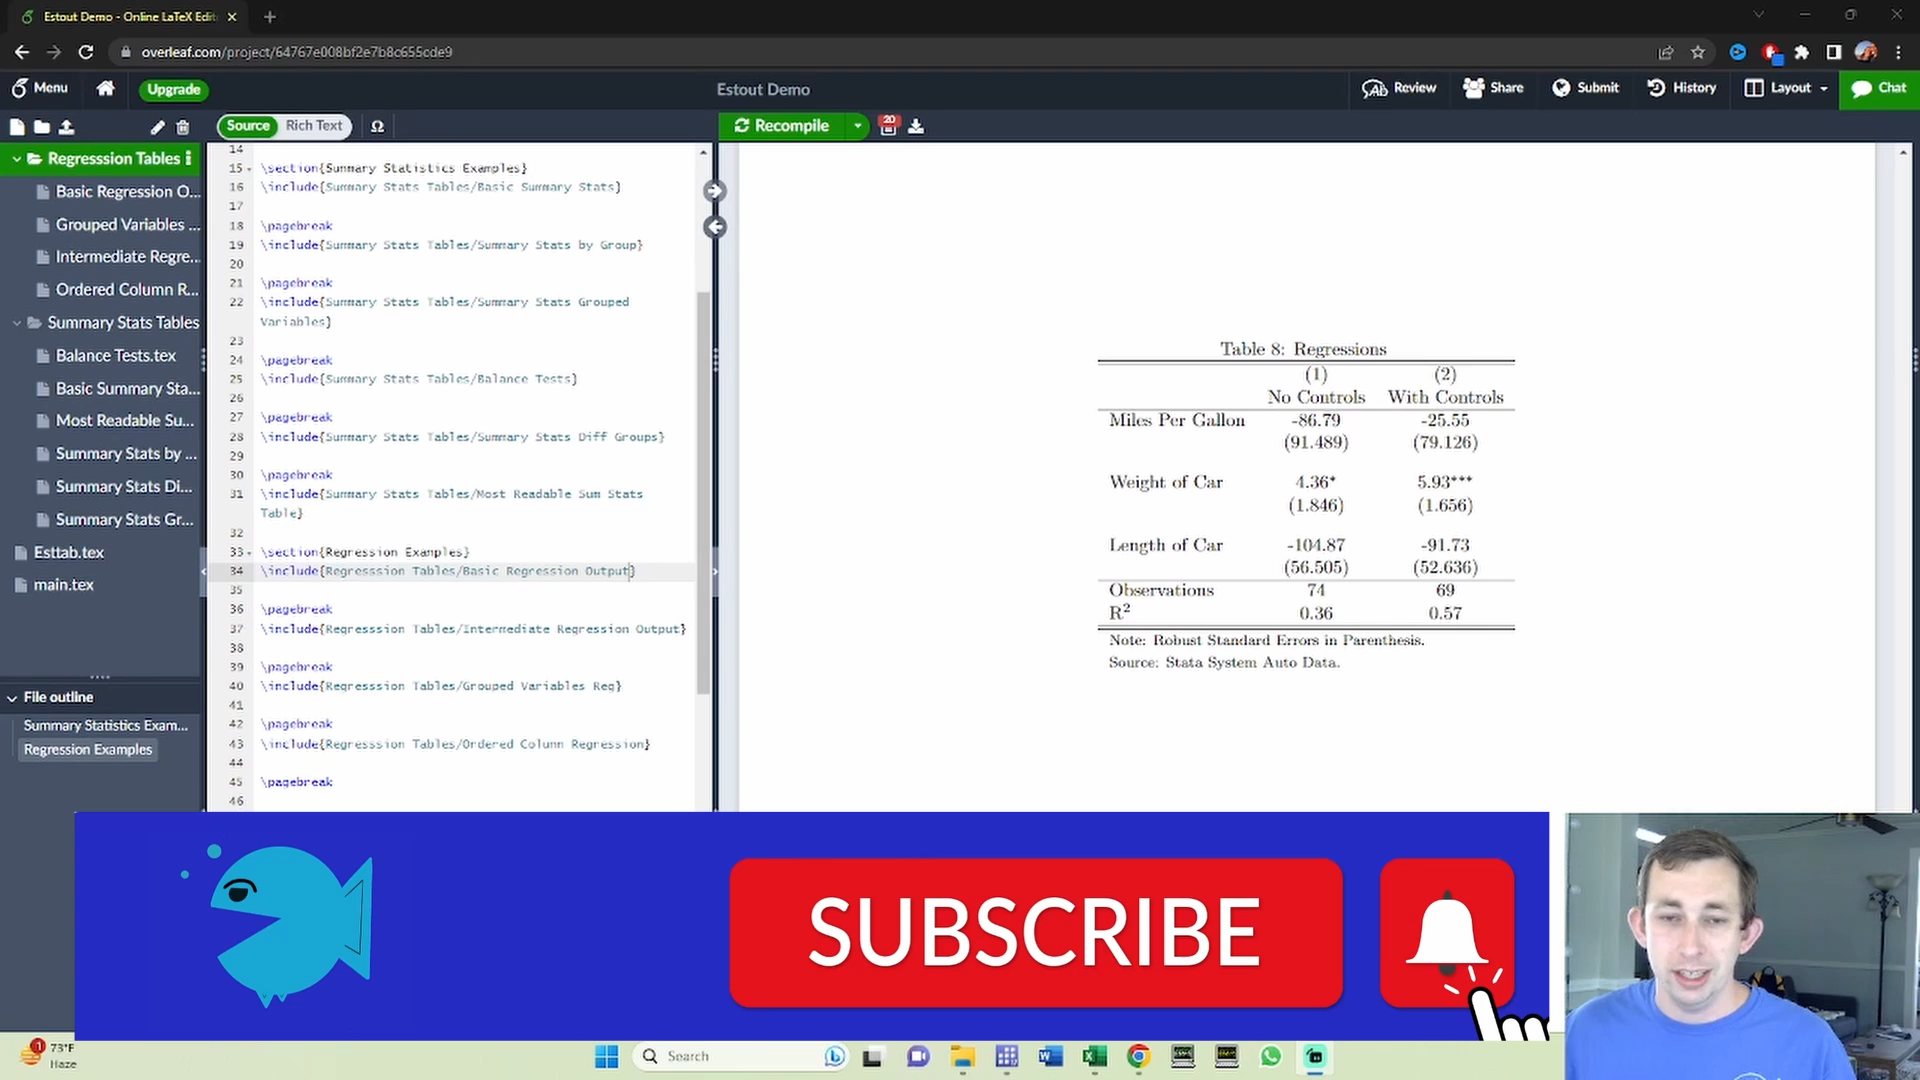 Estout Demo - Online LaTeX Edit
overleaf.com/project/64767e008bf2e7b8c655cde9
Menu
Upgrade
Estout Demo
Review
Share
Submit
History
Layout
Chat
Source
Rich Text
Ω
Recompile
20
Regresssion Tables
Basic Regression O...
Grouped Variables ...
Intermediate Regre...
Ordered Column R...
Summary Stats Tables
Balance Tests.tex
Basic Summary Sta...
Most Readable Su...
Summary Stats by ...
Summary Stats Di...
Summary Stats Gr...
Esttab.tex
main.tex
File outline
Summary Statistics Exam...
Regression Examples
14
15 \section{Summary Statistics Examples}
16 \include{Summary Stats Tables/Basic Summary Stats}
17
18 \pagebreak
19 \include{Summary Stats Tables/Summary Stats by Group}
20
21 \pagebreak
22 \include{Summary Stats Tables/Summary Stats Grouped
Variables}
23
24 \pagebreak
25 \include{Summary Stats Tables/Balance Tests}
26
27 \pagebreak
28 \include{Summary Stats Tables/Summary Stats Diff Groups}
29
30 \pagebreak
31 \include{Summary Stats Tables/Most Readable Sum Stats
Table}
32
33 \section{Regression Examples}
34 \include{Regresssion Tables/Basic Regression Output}
35
36 \pagebreak
37 \include{Regresssion Tables/Intermediate Regression Output}
38
39 \pagebreak
40 \include{Regresssion Tables/Grouped Variables Reg}
41
42 \pagebreak
43 \include{Regresssion Tables/Ordered Column Regression}
44
45 \pagebreak
46
Table 8: Regressions
(1) (2)
No Controls With Controls
Miles Per Gallon -86.79 -25.55
(91.489) (79.126)
Weight of Car 4.36* 5.93***
(1.846) (1.656)
Length of Car -104.87 -91.73
(56.505) (52.636)
Observations 74 69
R2 0.36 0.57
Note: Robust Standard Errors in Parenthesis.
Source: Stata System Auto Data.
SUBSCRIBE
1
73°F
Haze
Search